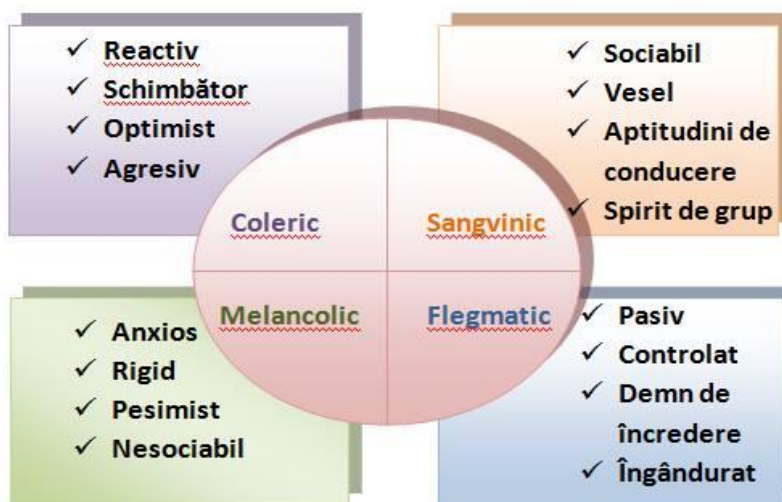 ✓ Reactiv
✓ Schimbător
✓ Optimist
✓ Agresiv
✓ Sociabil
✓ Vesel
✓ Aptitudini de
conducere
✓ Spirit de grup
Coleric
Sangvinic
Melancolic
Flegmatic
✓ Anxios
✓ Rigid
✓ Pesimist
✓ Nesociabil
✓ Pasiv
✓ Controlat
✓ Demn de
încredere
✓ Îngândurat